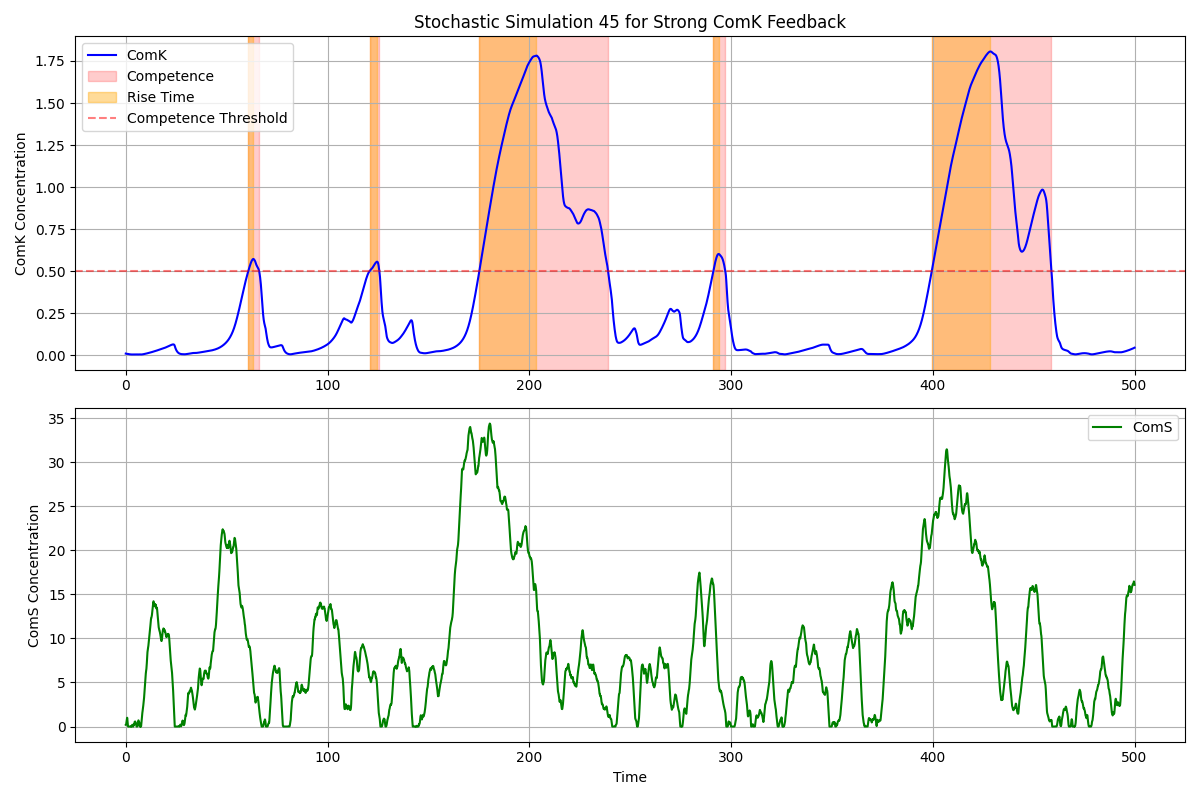 Stochastic Simulation 45 for Strong ComK Feedback
ComK Concentration
1.75
1.50
1.25
1.00
0.75
0.50
0.25
0.00
ComK
Competence
Rise Time
Competence Threshold
0 100 200 300 400 500
ComS Concentration
35
30
25
20
15
10
5
0
ComS
0 100 200 300 400 500
Time